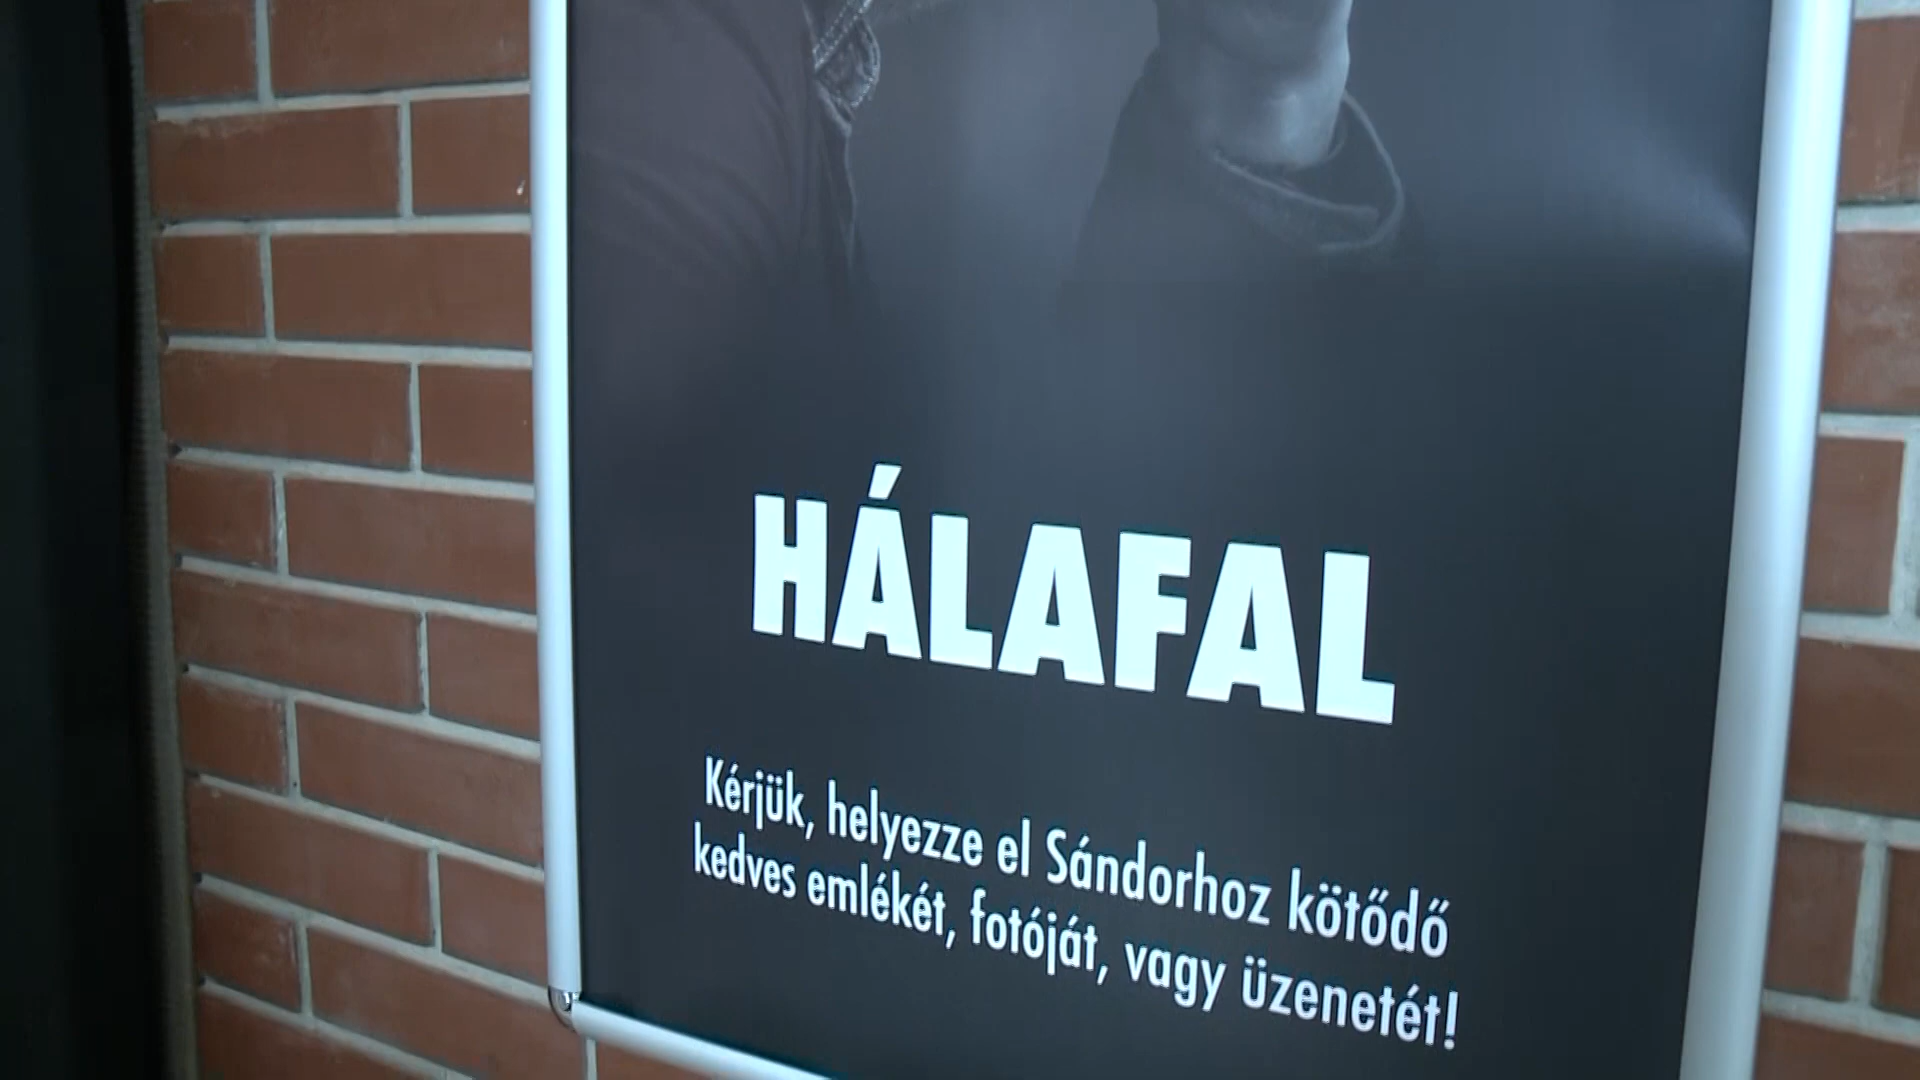 HÁLAFAL
Kérjük, helyezze el Sándorhoz kötődő
kedves emlékét, fotóját, vagy üzenetét!